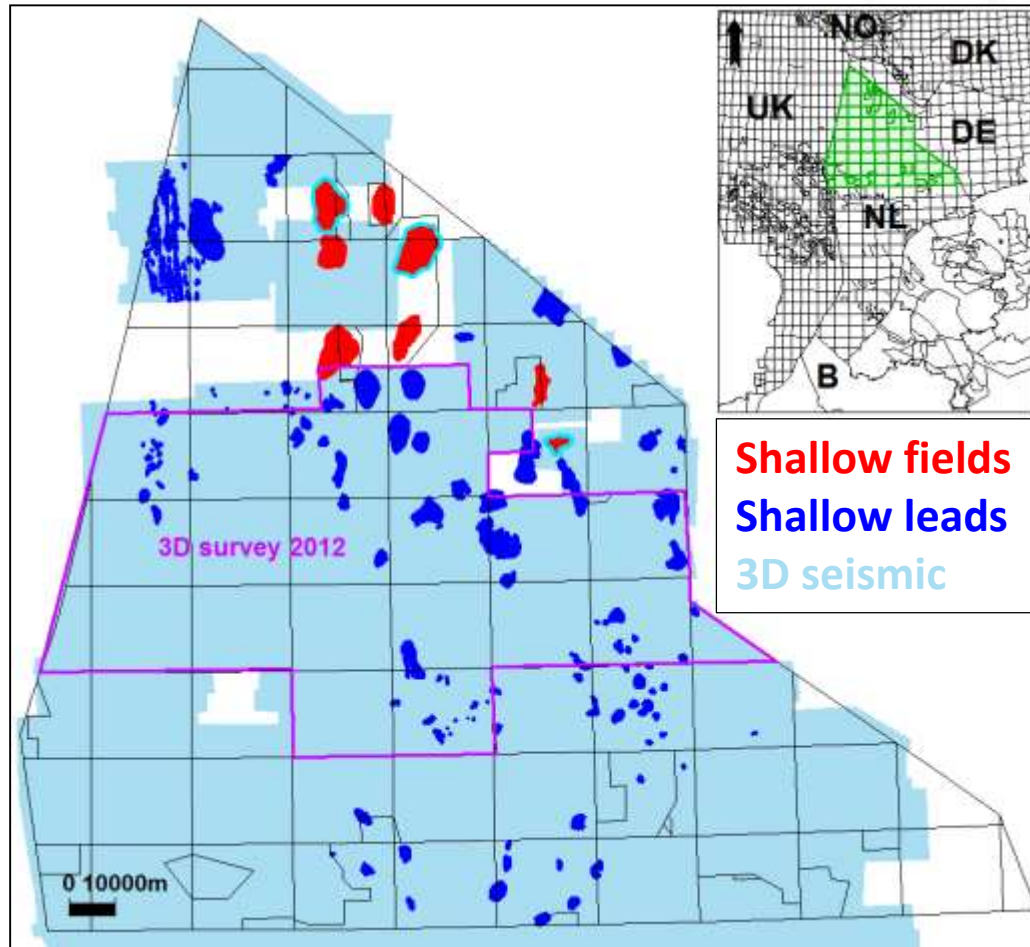 NO
DK
UK
DE
NL
B
Shallow fields
Shallow leads
3D seismic
3D survey 2012
0 10000m